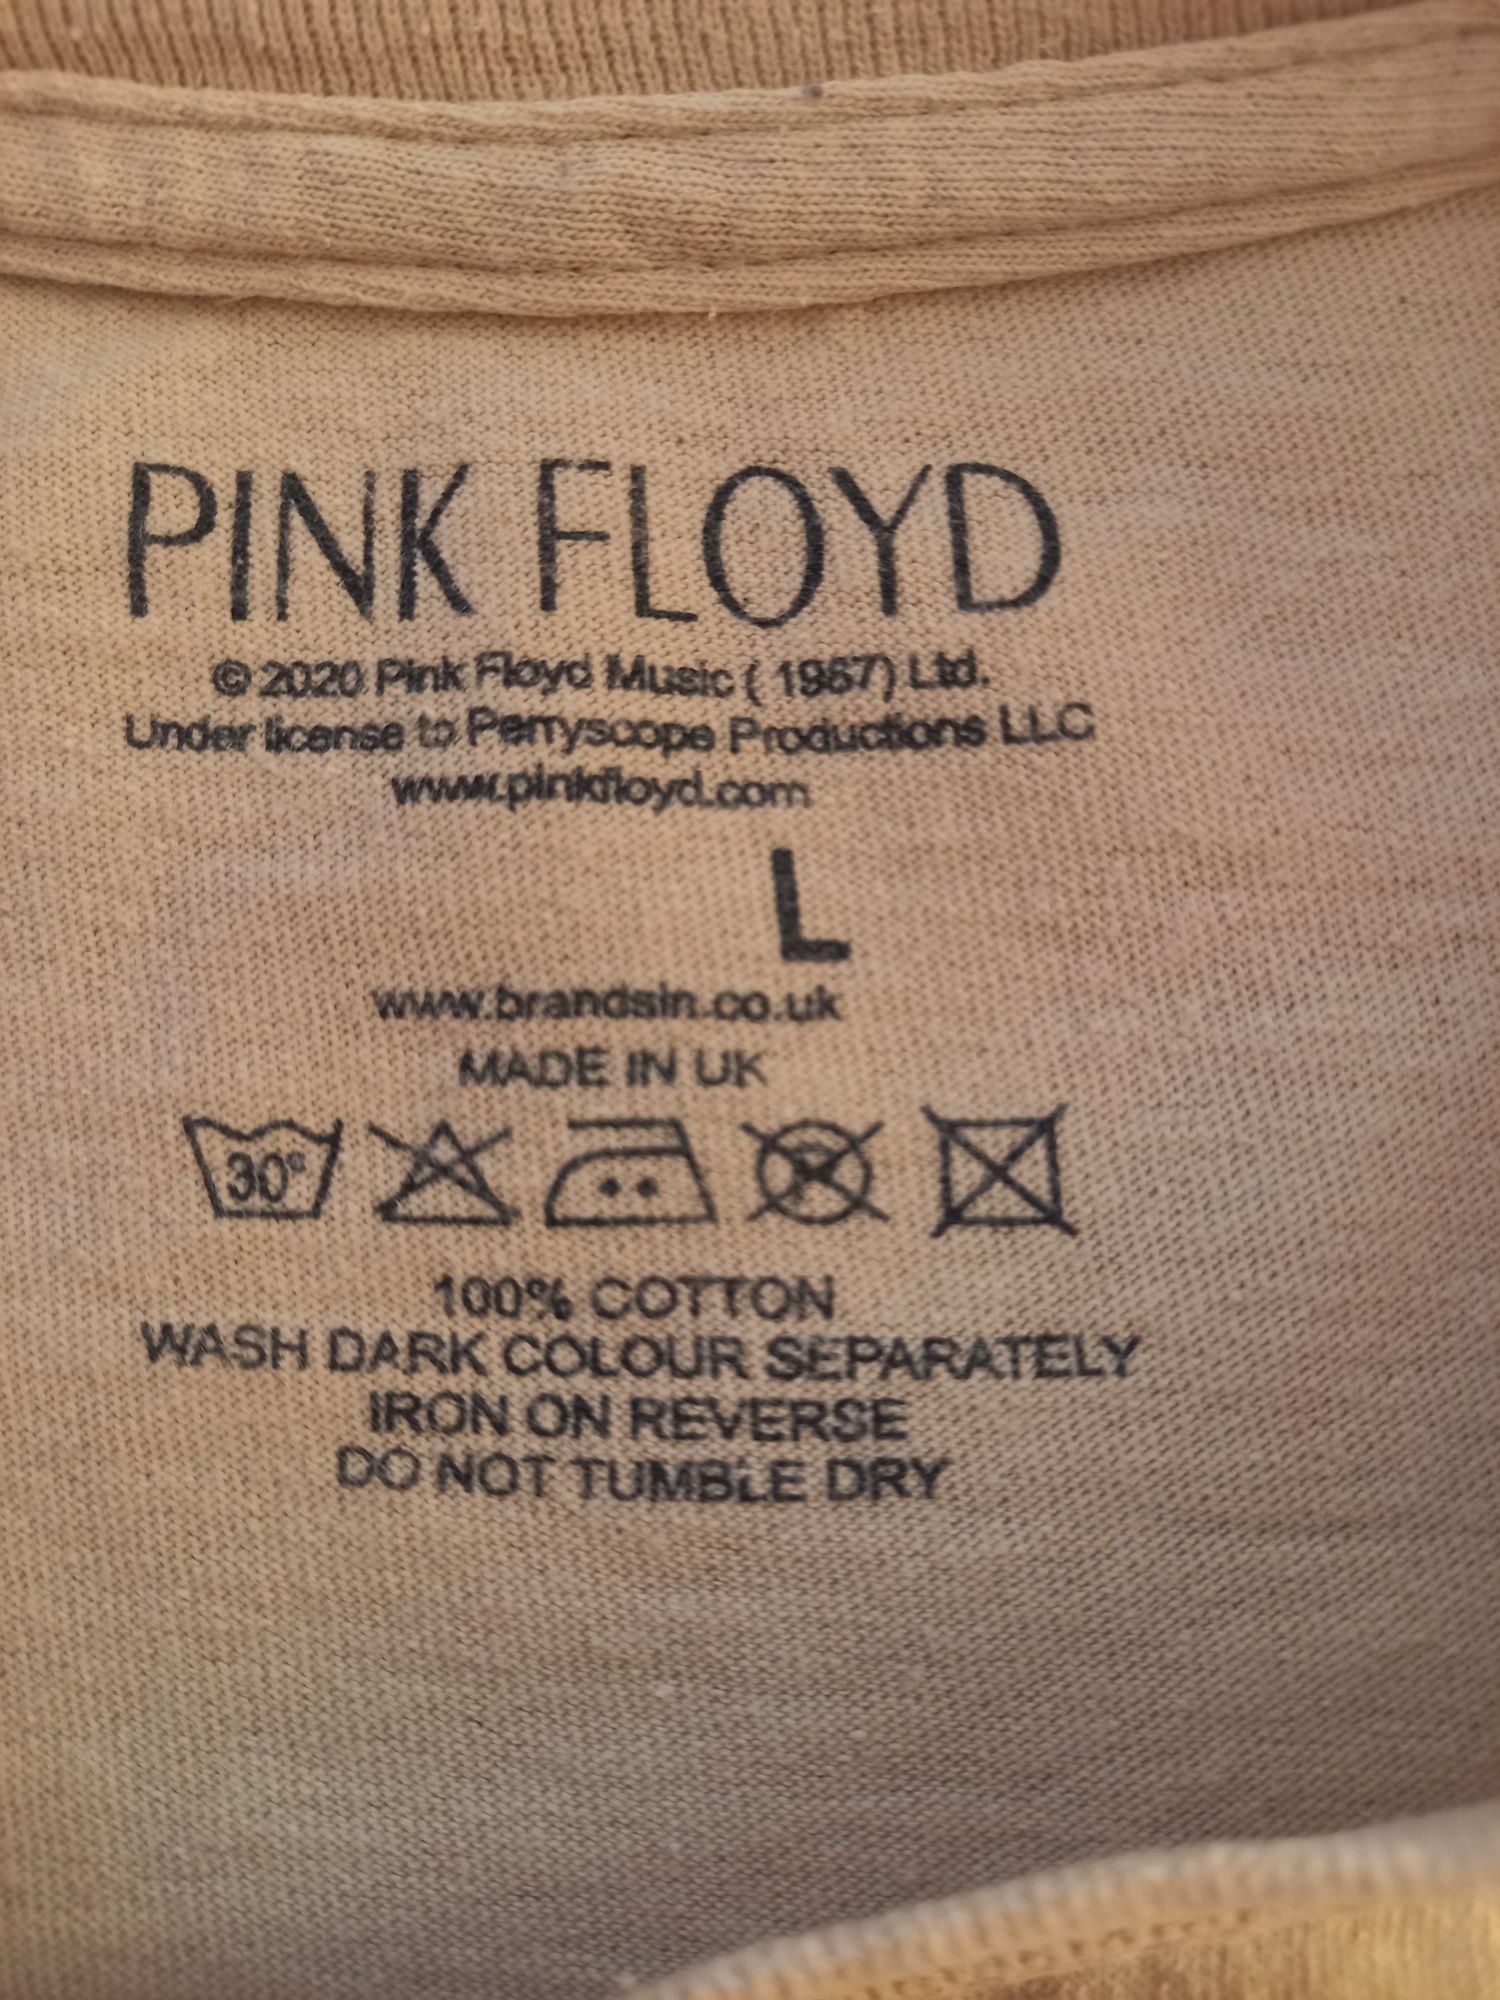 PINK FLOYD
© 2020 Pink Floyd Music ( 1987) Ltd.
Under license to Perryscope Productions LLC
www.pinkfloyd.com
L
www.brandsin.co.uk
MADE IN UK
30°
100% COTTON
WASH DARK COLOUR SEPARATELY
IRON ON REVERSE
DO NOT TUMBLE DRY